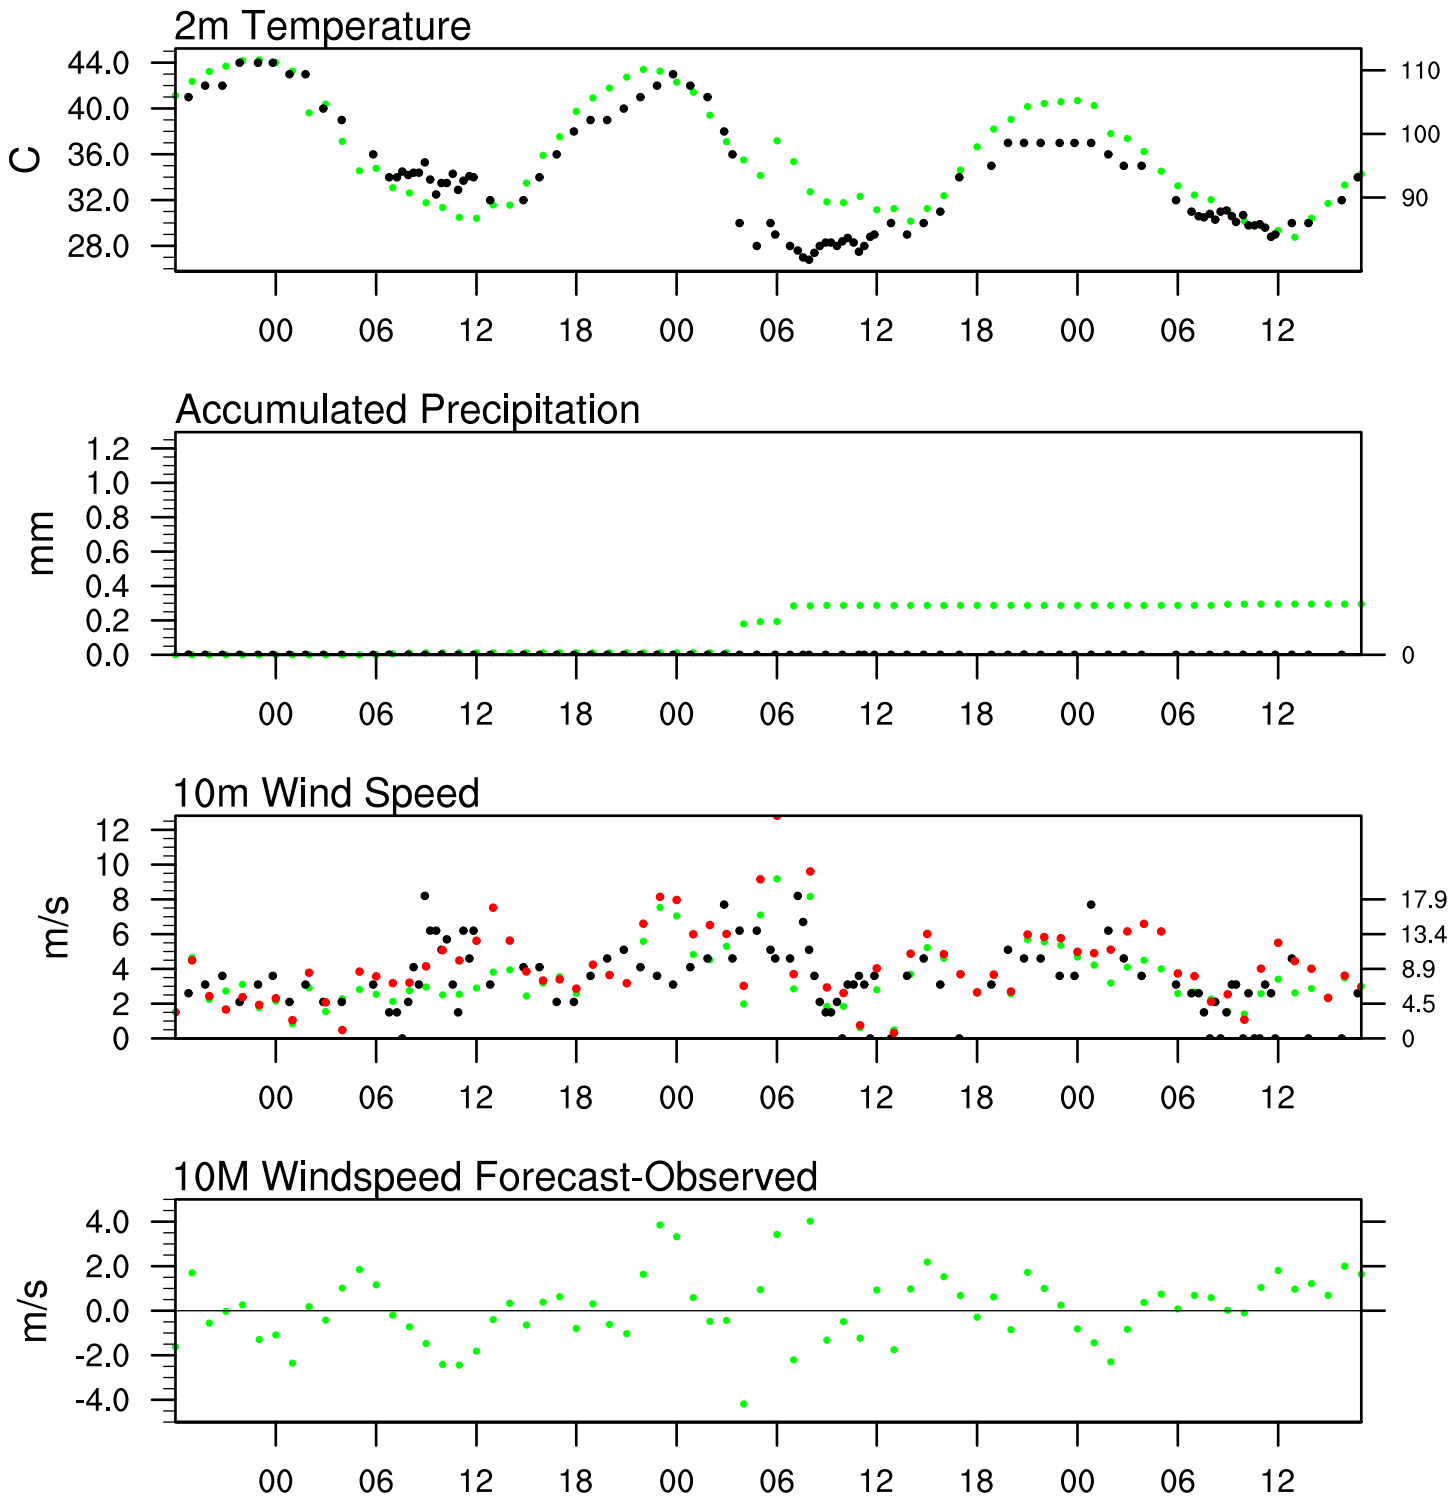 2m Temperature
44.0
40.0
36.0
32.0
28.0
C
110
100
90
00 06 12 18 00 06 12 18 00 06 12
Accumulated Precipitation
1.2
1.0
0.8
0.6
0.4
0.2
0.0
mm
0
00 06 12 18 00 06 12 18 00 06 12
10m Wind Speed
12
10
8
6
4
2
0
m/s
17.9
13.4
8.9
4.5
0
00 06 12 18 00 06 12 18 00 06 12
10M Windspeed Forecast-Observed
4.0
2.0
0.0
-2.0
-4.0
m/s
00 06 12 18 00 06 12 18 00 06 12